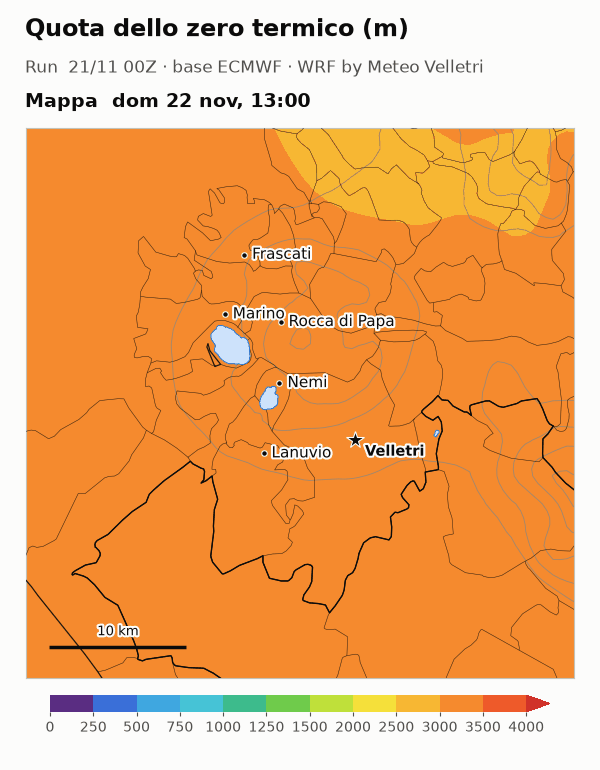 Quota dello zero termico (m)
Run  21/11 00Z · base ECMWF · WRF by Meteo Velletri
Mappa  dom 22 nov, 13:00
Frascati
Marino
Rocca di Papa
Nemi
Velletri
Lanuvio
10 km
0 250 500 750 1000 1250 1500 2000 2500 3000 3500 4000